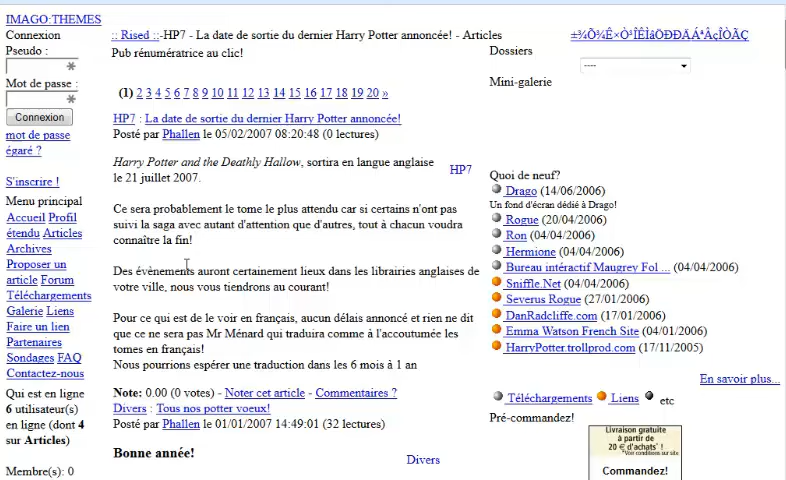 IMAGO:THEMES
Connexion
Pseudo :
Mot de passe :
Connexion
mot de passe
égaré ?
S'inscrire !
Menu principal
Accueil Profil
étendu Articles
Archives
Proposer un
article Forum
Téléchargements
Galerie Liens
Faire un lien
Partenaires
Sondages FAQ
Contactez-nous
Qui est en ligne
6 utilisateur(s)
en ligne (dont 4
sur Articles)
Membre(s): 0
:: Rised ::-HP7 - La date de sortie du dernier Harry Potter annoncée! - Articles
Pub rénumératrice au clic!
(1) 2 3 4 5 6 7 8 9 10 11 12 13 14 15 16 17 18 19 20 »
HP7 : La date de sortie du dernier Harry Potter annoncée!
Posté par Phallen le 05/02/2007 08:20:48 (0 lectures)
Harry Potter and the Deathly Hallow, sortira en langue anglaise
le 21 juillet 2007.
HP7
Ce sera probablement le tome le plus attendu car si certains n'ont pas
suivi la saga avec autant d'attention que d'autres, tout à chacun voudra
connaître la fin!
Des évènements auront certainement lieux dans les librairies anglaises de
votre ville, nous vous tiendrons au courant!
Pour ce qui est de le voir en français, aucun délais annoncé et rien ne dit
que ce ne sera pas Mr Ménard qui traduira comme à l'accoutumée les
tomes en français!
Nous pourrions espérer une traduction dans les 6 mois à 1 an
Note: 0.00 (0 votes) - Noter cet article - Commentaires ?
Divers : Tous nos potter voeux!
Posté par Phallen le 01/01/2007 14:49:01 (32 lectures)
Bonne année!
Divers
Dossiers
----
Mini-galerie
Quoi de neuf?
Drago (14/06/2006)
Un fond d'écran dédié à Drago!
Rogue (20/04/2006)
Ron (04/04/2006)
Hermione (04/04/2006)
Bureau intéractif Maugrey Fol ... (04/04/2006)
Sniffle.Net (04/04/2006)
Severus Rogue (27/01/2006)
DanRadcliffe.com (17/01/2006)
Emma Watson French Site (04/01/2006)
HarryPotter.trollprod.com (17/11/2005)
En savoir plus...
Téléchargements Liens etc
Pré-commandez!
Livraison gratuite
à partir de
20 € d'achats* !
*Voir conditions sur site
Commandez!